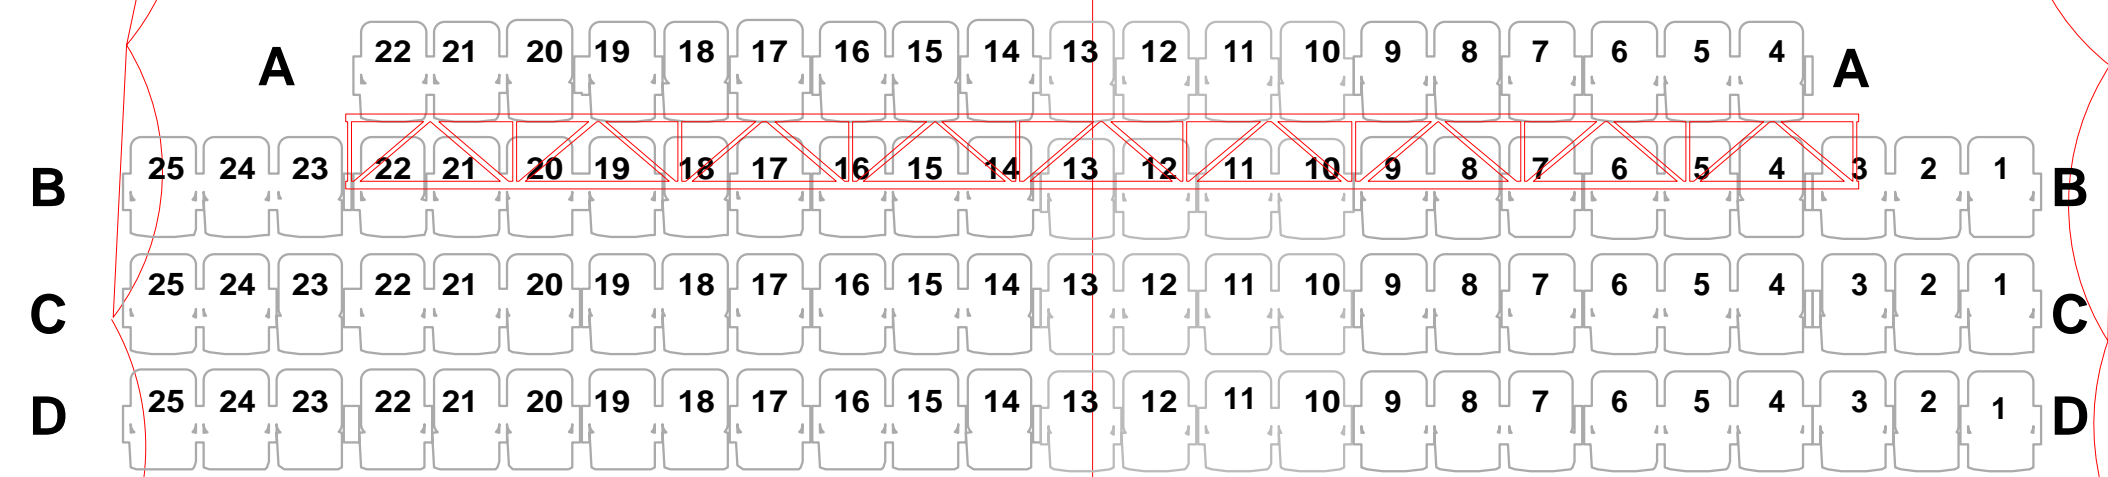 A 22 21 20 19 18 17 16 15 14 13 12 11 10 9 8 7 6 5 4 A
B 25 24 23 22 21 20 19 18 17 16 15 14 13 12 11 10 9 8 7 6 5 4 3 2 1 B
C 25 24 23 22 21 20 19 18 17 16 15 14 13 12 11 10 9 8 7 6 5 4 3 2 1 C
D 25 24 23 22 21 20 19 18 17 16 15 14 13 12 11 10 9 8 7 6 5 4 3 2 1 D